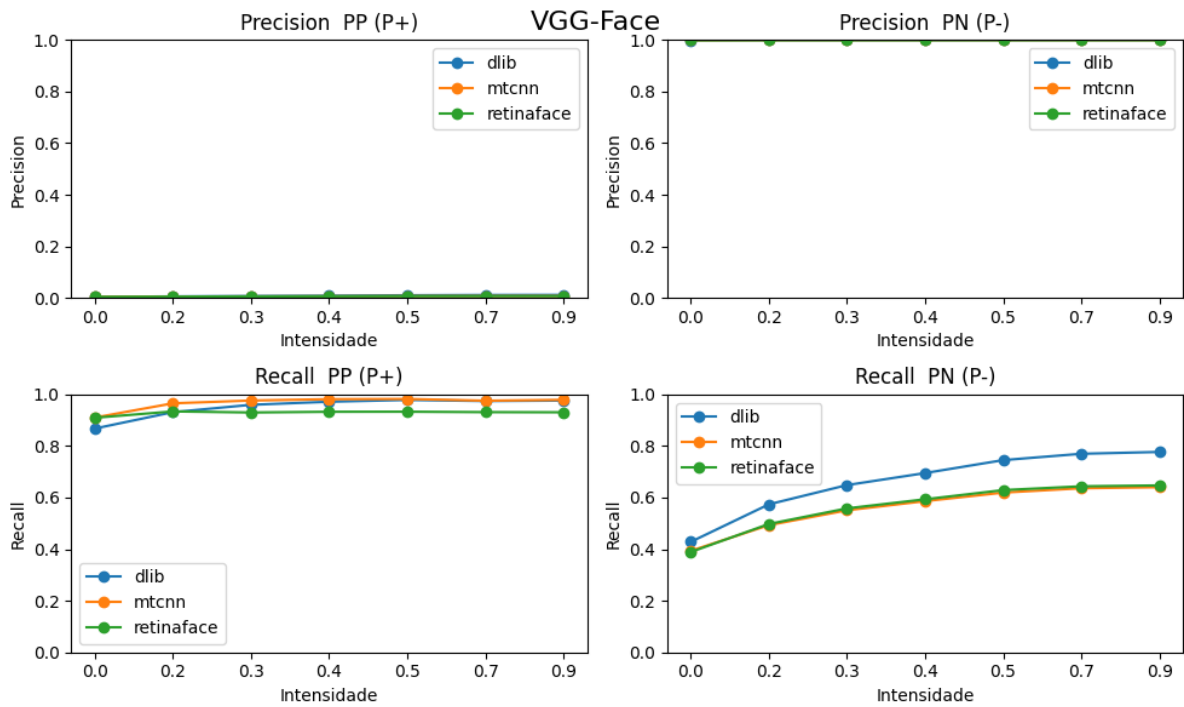 VGG-Face
Precision PP (P+)
1.0
0.8
0.6
0.4
0.2
0.0
Precision
dlib
mtcnn
retinaface
0.0 0.2 0.3 0.4 0.5 0.7 0.9
Intensidade
Precision PN (P-)
1.0
0.8
0.6
0.4
0.2
0.0
Precision
dlib
mtcnn
retinaface
0.0 0.2 0.3 0.4 0.5 0.7 0.9
Intensidade
Recall PP (P+)
1.0
0.8
0.6
0.4
0.2
0.0
Recall
dlib
mtcnn
retinaface
0.0 0.2 0.3 0.4 0.5 0.7 0.9
Intensidade
Recall PN (P-)
1.0
0.8
0.6
0.4
0.2
0.0
Recall
dlib
mtcnn
retinaface
0.0 0.2 0.3 0.4 0.5 0.7 0.9
Intensidade